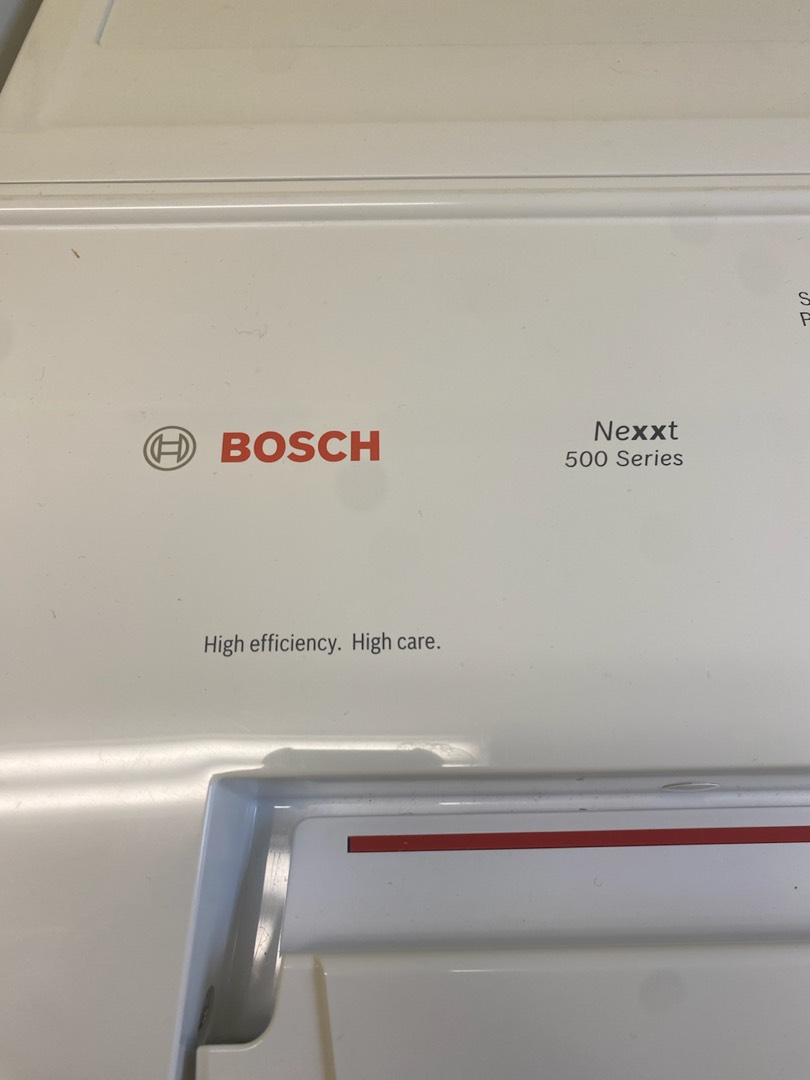 BOSCH
Nexxt
500 Series
High efficiency. High care.